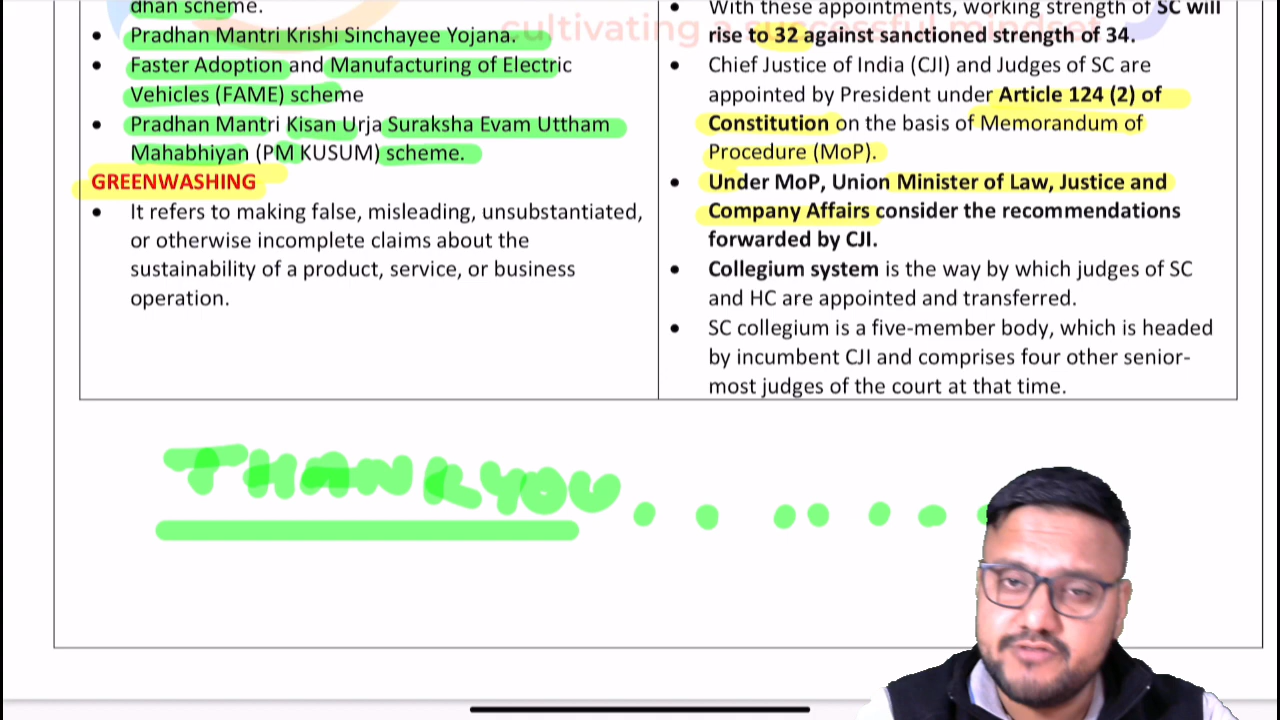 dhan scheme.
• Pradhan Mantri Krishi Sinchayee Yojana.
• Faster Adoption and Manufacturing of Electric
Vehicles (FAME) scheme
• Pradhan Mantri Kisan Urja Suraksha Evam Uttham
Mahabhiyan (PM KUSUM) scheme.
GREENWASHING
• It refers to making false, misleading, unsubstantiated,
or otherwise incomplete claims about the
sustainability of a product, service, or business
operation.
cultivating a successful mindset
• With these appointments, working strength of SC will
rise to 32 against sanctioned strength of 34.
• Chief Justice of India (CJI) and Judges of SC are
appointed by President under Article 124 (2) of
Constitution on the basis of Memorandum of
Procedure (MoP).
• Under MoP, Union Minister of Law, Justice and
Company Affairs consider the recommendations
forwarded by CJI.
• Collegium system is the way by which judges of SC
and HC are appointed and transferred.
• SC collegium is a five-member body, which is headed
by incumbent CJI and comprises four other senior-
most judges of the court at that time.
THANK YOU.......